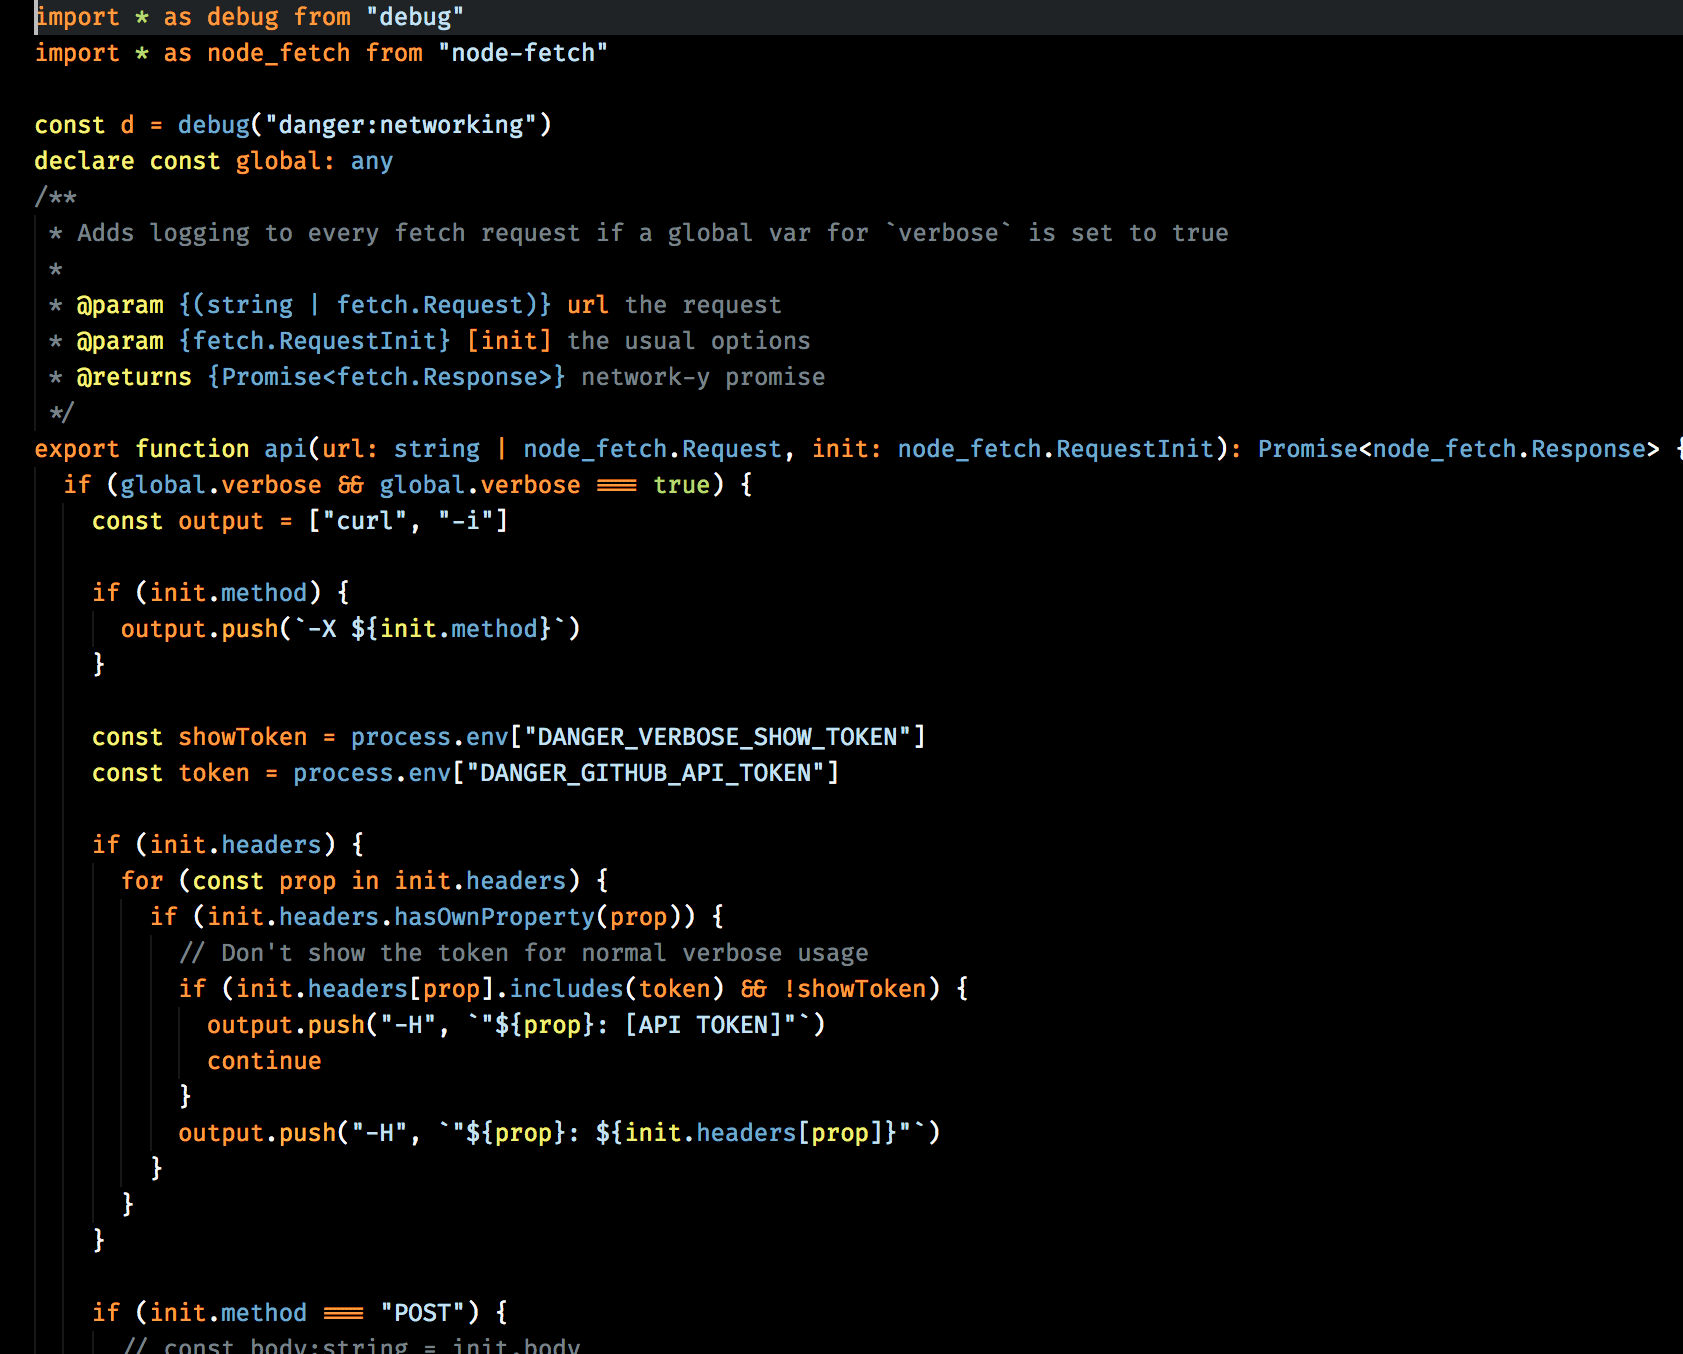 import * as debug from "debug"
import * as node_fetch from "node-fetch"

const d = debug("danger:networking")
declare const global: any
/**
 * Adds logging to every fetch request if a global var for `verbose` is set to true
 *
 * @param {(string | fetch.Request)} url the request
 * @param {fetch.RequestInit} [init] the usual options
 * @returns {Promise<fetch.Response>} network-y promise
 */
export function api(url: string | node_fetch.Request, init: node_fetch.RequestInit): Promise<node_fetch.Response> {
  if (global.verbose && global.verbose === true) {
    const output = ["curl", "-i"]

    if (init.method) {
      output.push(`-X ${init.method}`)
    }

    const showToken = process.env["DANGER_VERBOSE_SHOW_TOKEN"]
    const token = process.env["DANGER_GITHUB_API_TOKEN"]

    if (init.headers) {
      for (const prop in init.headers) {
        if (init.headers.hasOwnProperty(prop)) {
          // Don't show the token for normal verbose usage
          if (init.headers[prop].includes(token) && !showToken) {
            output.push("-H", `"${prop}: [API TOKEN]"`)
            continue
          }
          output.push("-H", `"${prop}: ${init.headers[prop]}"`)
        }
      }
    }

    if (init.method === "POST") {
      // const body:string = init.body